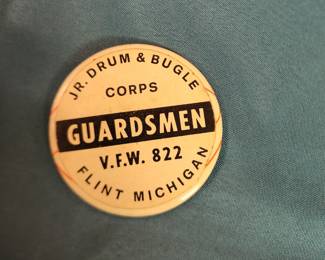 JR. DRUM & BUGLE
CORPS
GUARDSMEN
V.F.W. 822
FLINT MICHIGAN